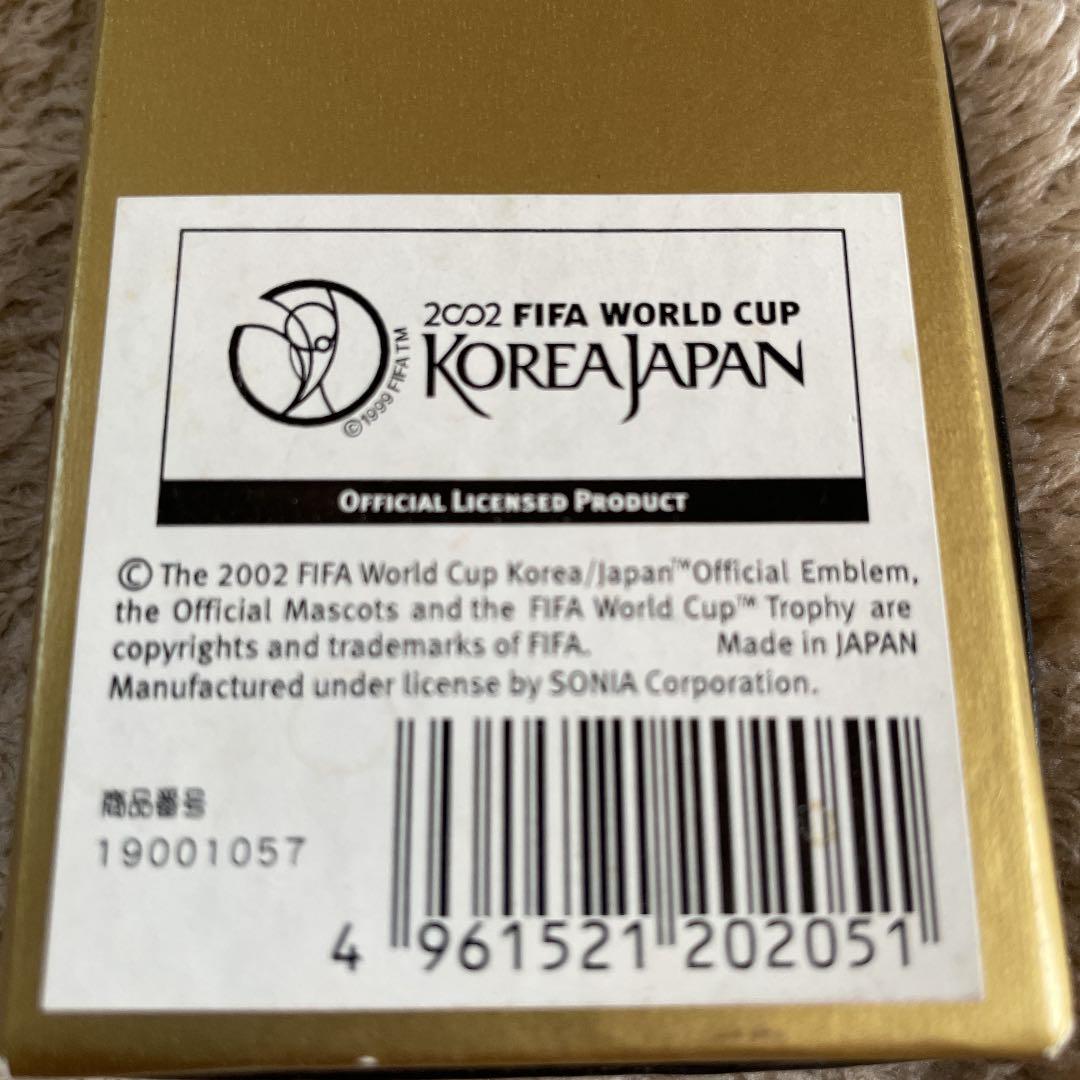 2002 FIFA WORLD CUP
KOREA JAPAN
©1999 FIFA TM
OFFICIAL LICENSED PRODUCT
© The 2002 FIFA World Cup Korea/Japan™ Official Emblem,
the Official Mascots and the FIFA World Cup™ Trophy are
copyrights and trademarks of FIFA. Made in JAPAN
Manufactured under license by SONIA Corporation.
商品番号
19001057
4 961521 202051